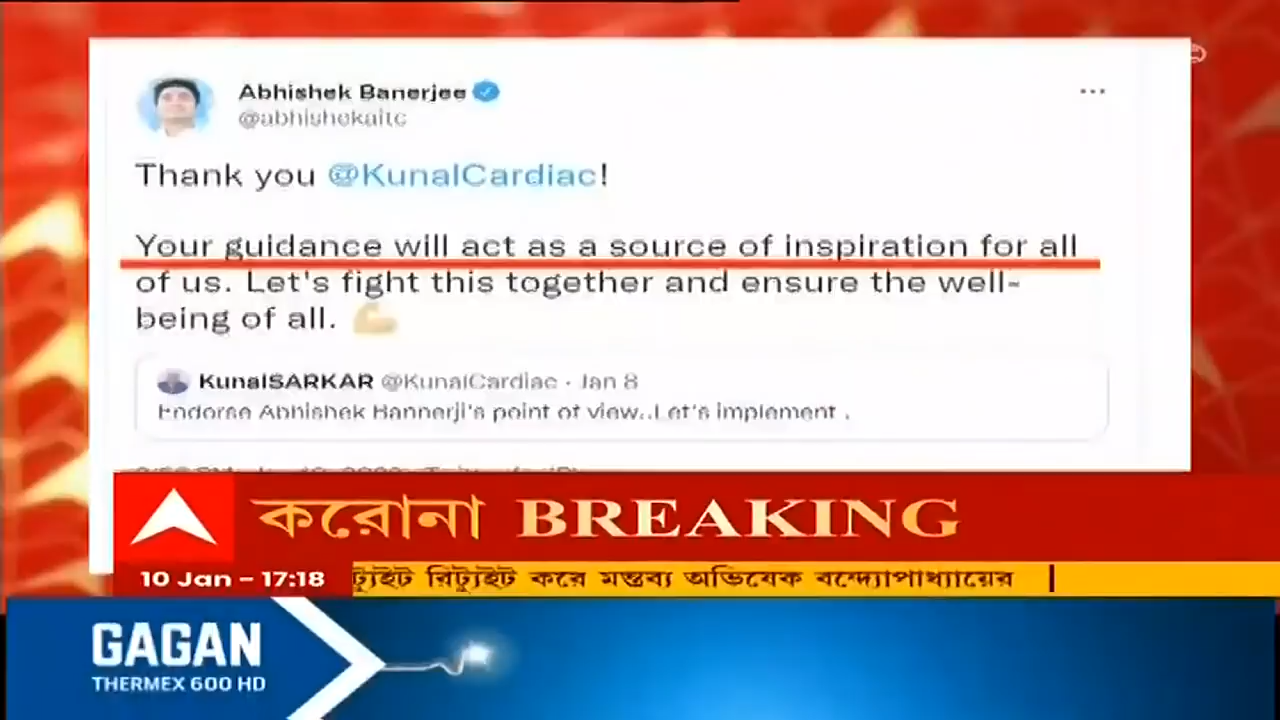 Abhishek Banerjee
@abhishekaitc
Thank you @KunalCardiac!
Your guidance will act as a source of inspiration for all
of us. Let's fight this together and ensure the well-
being of all. 💪
KunalSARKAR @KunalCardiac · Jan 8
Endorse Abhishek Bannerji's point of view..Let's implement .
করোনা BREAKING
10 Jan – 17:18
ট্যুইট রিট্যুইট করে মন্তব্য অভিষেক বন্দ্যোপাধ্যায়ের
GAGAN
THERMEX 600 HD